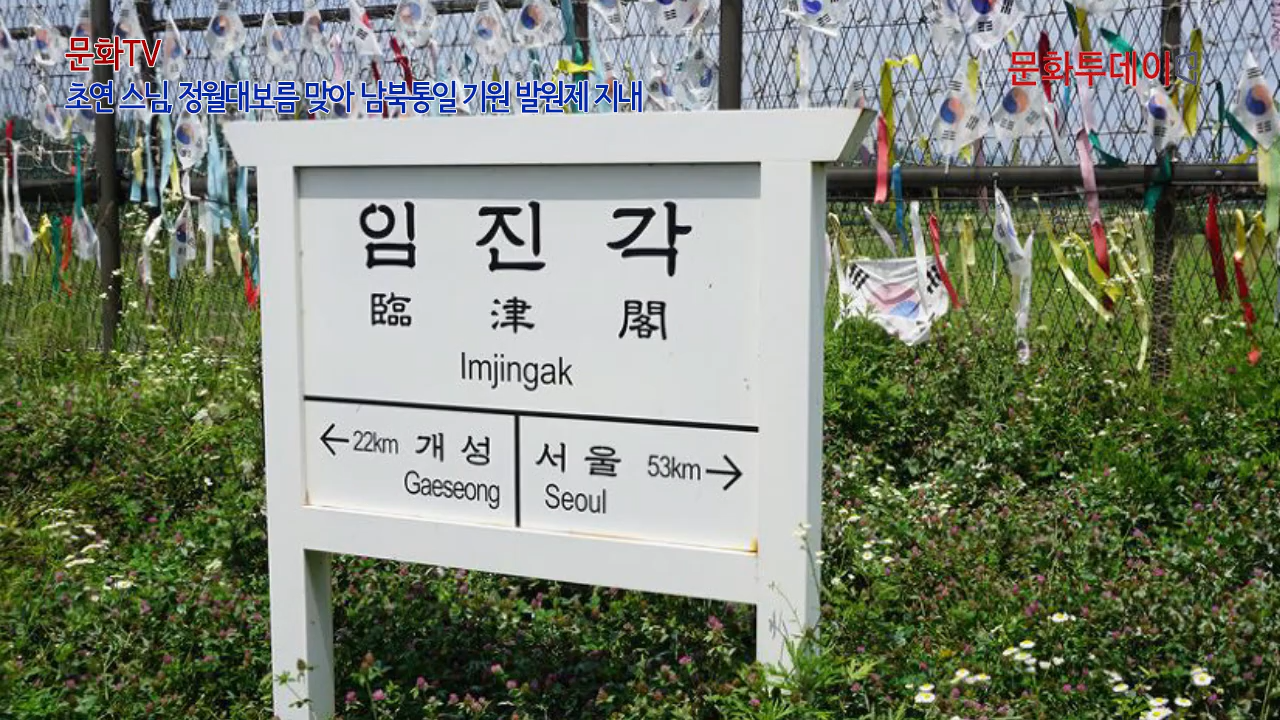 문화TV
문화투데이
초연 스님, 정월대보름 맞아 남북통일 기원 발원제 지내
임 진 각
臨 津 閣
Imjingak
←22km 개 성
Gaeseong
서 울 53km→
Seoul